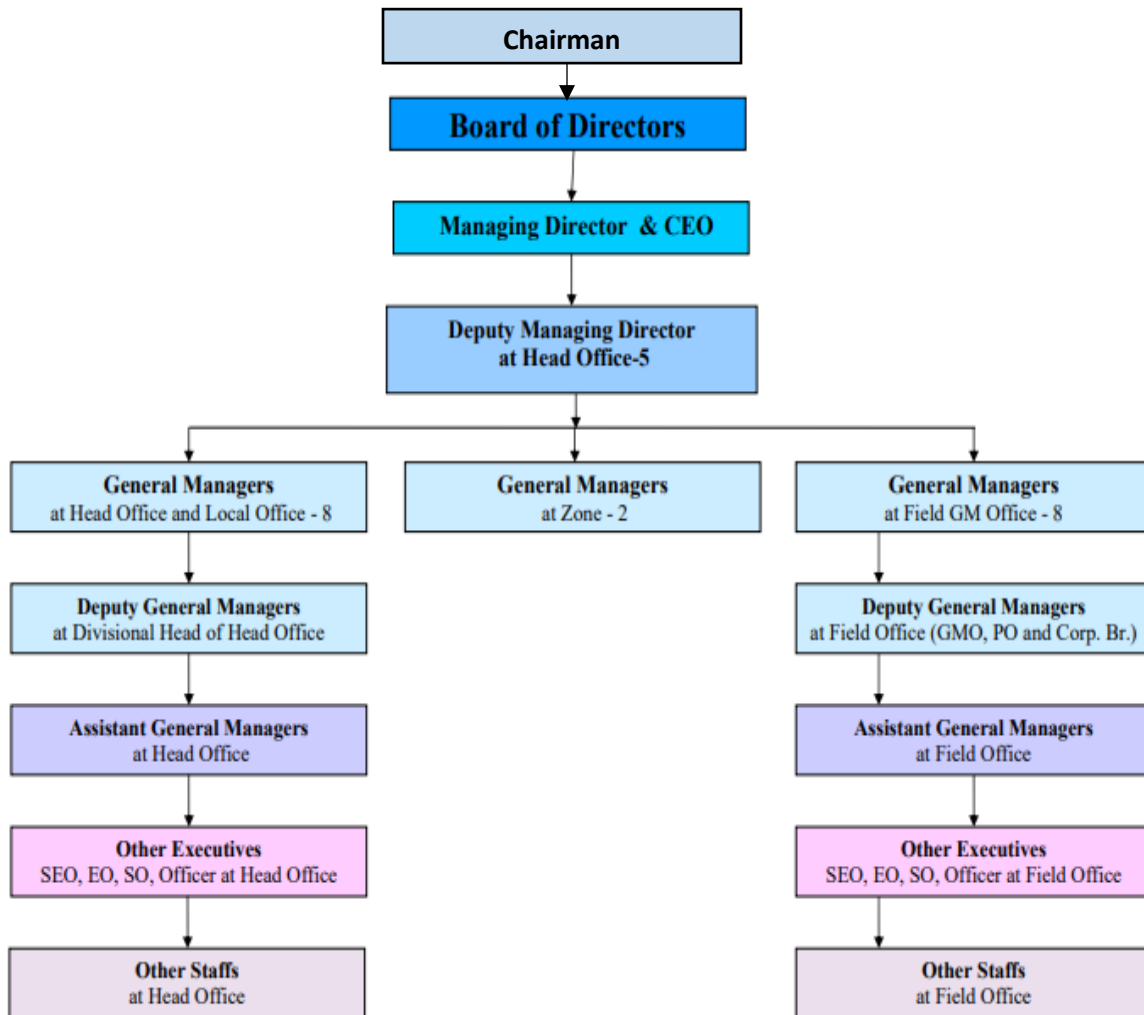 Chairman
Board of Directors
Managing Director & CEO
Deputy Managing Director
at Head Office-5
General Managers
at Head Office and Local Office - 8
General Managers
at Zone - 2
General Managers
at Field GM Office - 8
Deputy General Managers
at Divisional Head of Head Office
Deputy General Managers
at Field Office (GMO, PO and Corp. Br.)
Assistant General Managers
at Head Office
Assistant General Managers
at Field Office
Other Executives
SEO, EO, SO, Officer at Head Office
Other Executives
SEO, EO, SO, Officer at Field Office
Other Staffs
at Head Office
Other Staffs
at Field Office